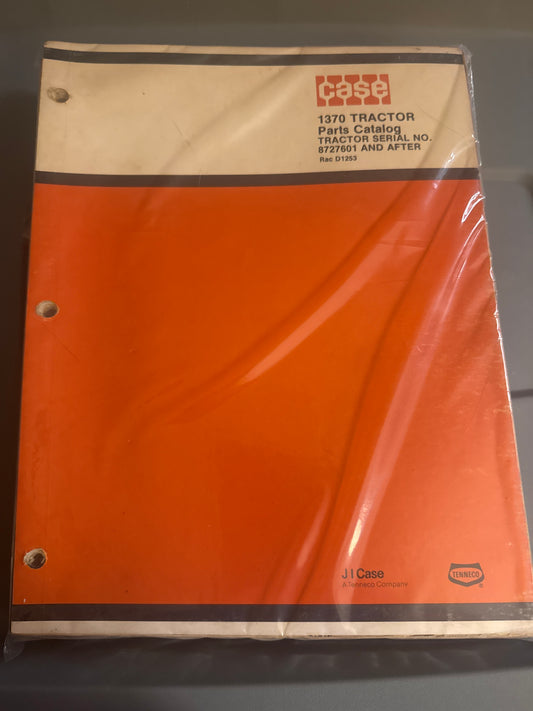 case
1370 TRACTOR
Parts Catalog
TRACTOR SERIAL NO.
8727601 AND AFTER
Rac D1253
J I Case
A Tenneco Company
TENNECO
®